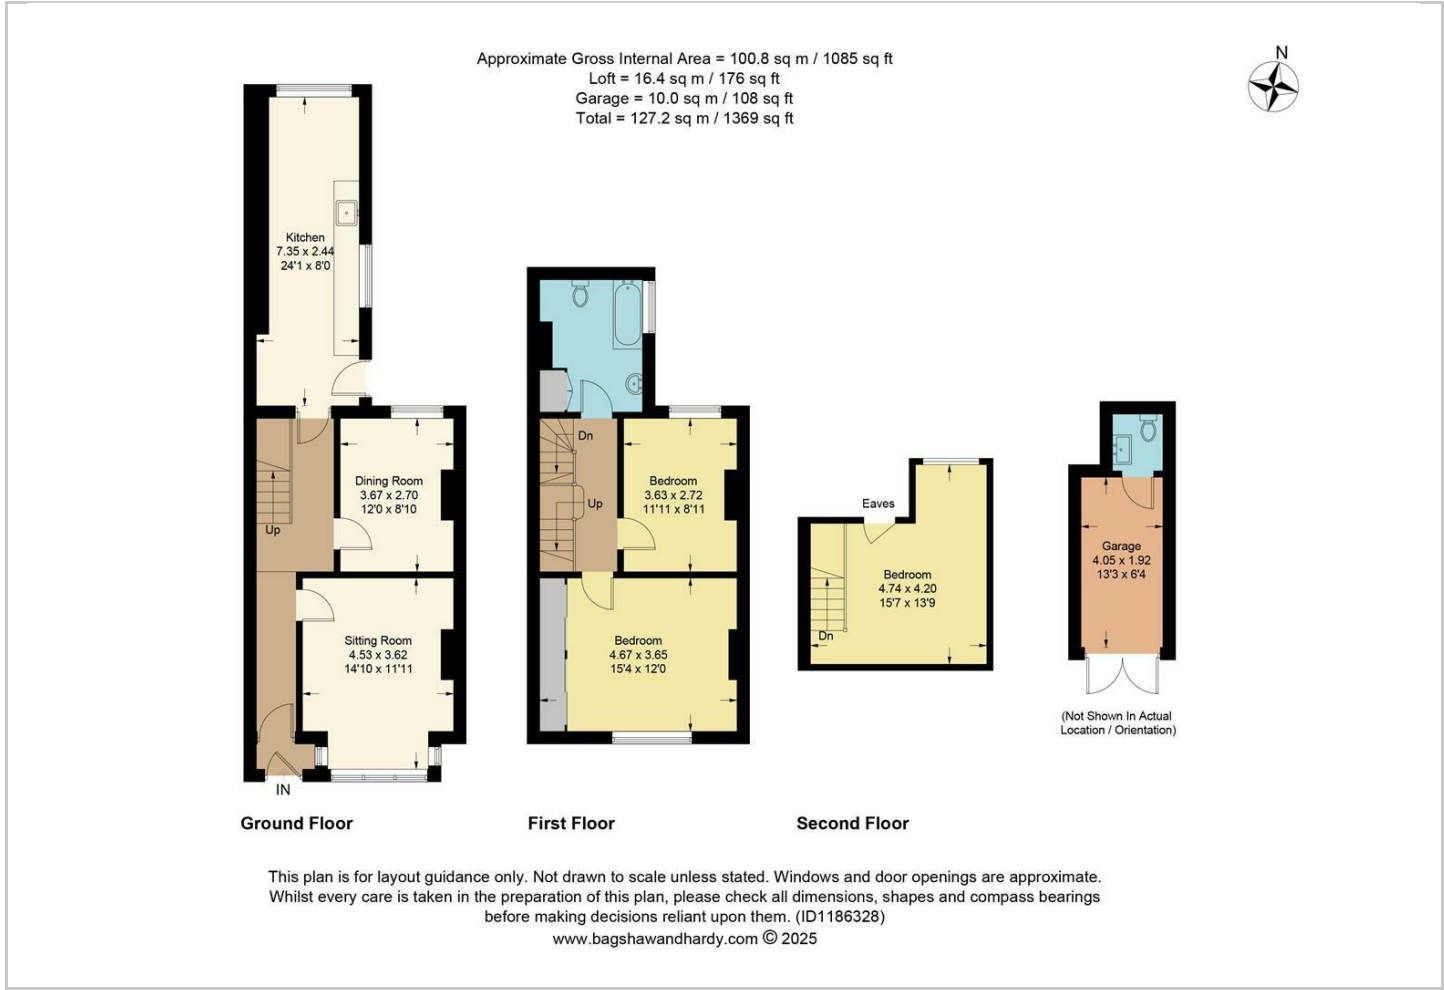 Approximate Gross Internal Area = 100.8 sq m / 1085 sq ft
Loft = 16.4 sq m / 176 sq ft
Garage = 10.0 sq m / 108 sq ft
Total = 127.2 sq m / 1369 sq ft
N
Kitchen
7.35 x 2.44
24'1 x 8'0
Dining Room
3.67 x 2.70
12'0 x 8'10
Up
Sitting Room
4.53 x 3.62
14'10 x 11'11
IN
Ground Floor
Dn
Up
Bedroom
3.63 x 2.72
11'11 x 8'11
Bedroom
4.67 x 3.65
15'4 x 12'0
First Floor
Eaves
Bedroom
4.74 x 4.20
15'7 x 13'9
Dn
Second Floor
Garage
4.05 x 1.92
13'3 x 6'4
(Not Shown In Actual
Location / Orientation)
This plan is for layout guidance only. Not drawn to scale unless stated. Windows and door openings are approximate.
Whilst every care is taken in the preparation of this plan, please check all dimensions, shapes and compass bearings
before making decisions reliant upon them. (ID1186328)
www.bagshawandhardy.com © 2025